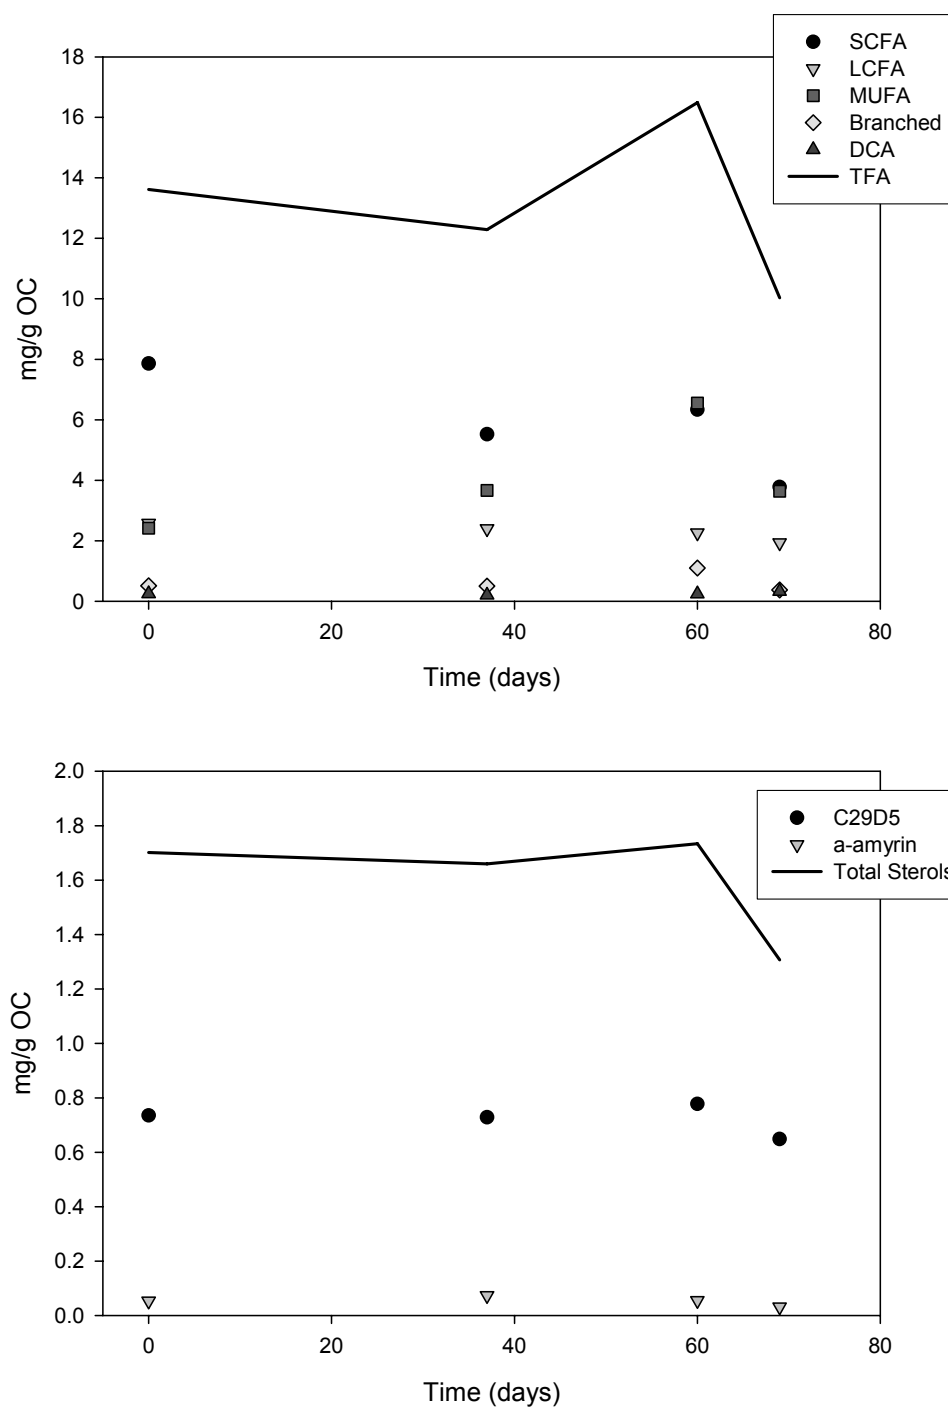 SCFA
LCFA
MUFA
Branched
DCA
TFA
18
16
14
12
10
8
6
4
2
0
mg/g OC
0 20 40 60 80
Time (days)
2.0
1.8
1.6
1.4
1.2
1.0
0.8
0.6
0.4
0.2
0.0
mg/g OC
C29D5
a-amyrin
Total Sterols
0 20 40 60 80
Time (days)